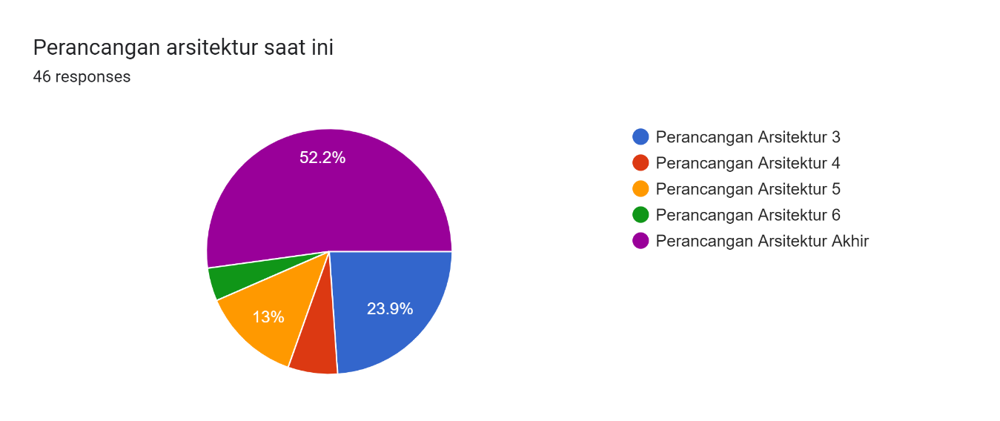 Perancangan arsitektur saat ini
46 responses
52.2%
23.9%
13%
Perancangan Arsitektur 3
Perancangan Arsitektur 4
Perancangan Arsitektur 5
Perancangan Arsitektur 6
Perancangan Arsitektur Akhir